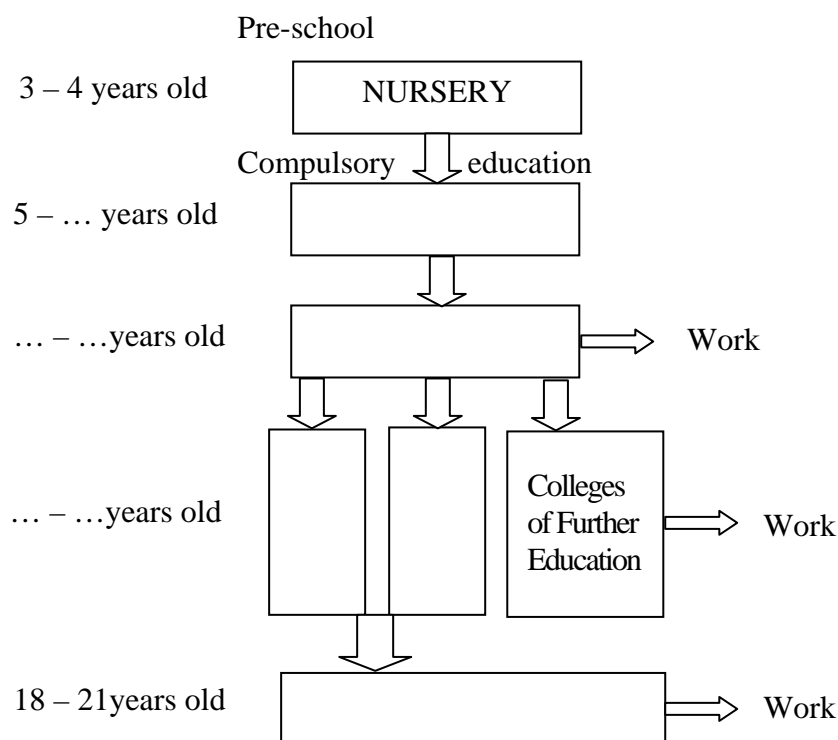 Pre-school
3 – 4 years old
NURSERY
Compulsory education
5 – … years old
… – …years old
Work
… – …years old
Colleges
of Further
Education
Work
18 – 21years old
Work